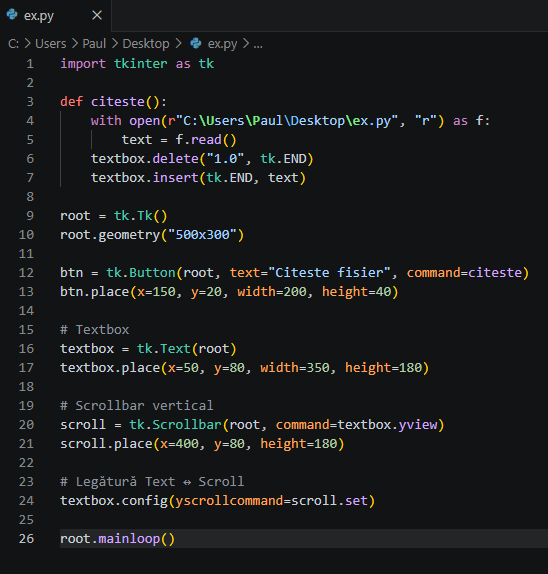 ex.py
C: > Users > Paul > Desktop > ex.py > ...
1 import tkinter as tk
2
3 def citeste():
4     with open(r"C:\Users\Paul\Desktop\ex.py", "r") as f:
5         text = f.read()
6     textbox.delete("1.0", tk.END)
7     textbox.insert(tk.END, text)
8
9 root = tk.Tk()
10 root.geometry("500x300")
11
12 btn = tk.Button(root, text="Citeste fisier", command=citeste)
13 btn.place(x=150, y=20, width=200, height=40)
14
15 # Textbox
16 textbox = tk.Text(root)
17 textbox.place(x=50, y=80, width=350, height=180)
18
19 # Scrollbar vertical
20 scroll = tk.Scrollbar(root, command=textbox.yview)
21 scroll.place(x=400, y=80, height=180)
22
23 # Legătură Text ↔ Scroll
24 textbox.config(yscrollcommand=scroll.set)
25
26 root.mainloop()